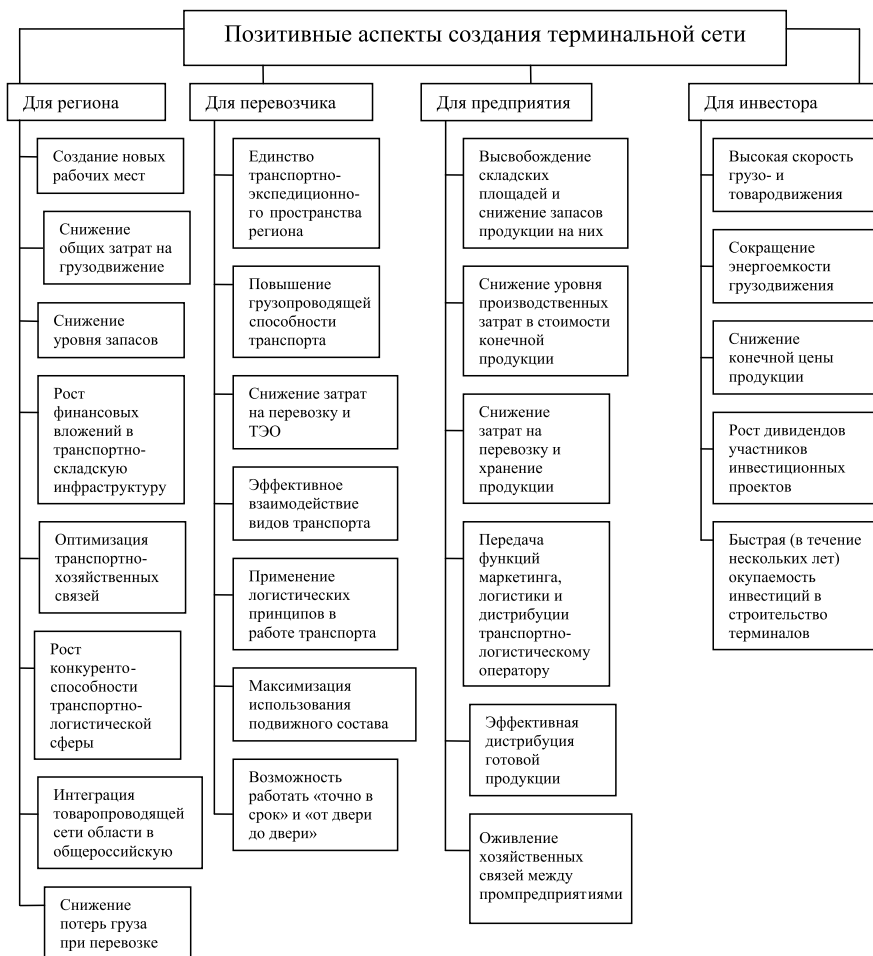 Позитивные аспекты создания терминальной сети
Для региона
Создание новых
рабочих мест
Снижение
общих затрат на
грузодвижение
Снижение
уровня запасов
Рост
финансовых
вложений в
транспортно-
складскую
инфраструктуру
Оптимизация
транспортно-
хозяйственных
связей
Рост
конкуренто-
способности
транспортно-
логистической
сферы
Интеграция
товаропроводящей
сети области в
общероссийскую
Снижение
потерь груза
при перевозке
Для перевозчика
Единство
транспортно-
экспедиционно-
го пространства
региона
Повышение
грузопроводящей
способности
транспорта
Снижение затрат
на перевозку и
ТЭО
Эффективное
взаимодействие
видов транспорта
Применение
логистических
принципов в
работе транспорта
Максимизация
использования
подвижного состава
Возможность
работать «точно в
срок» и «от двери
до двери»
Для предприятия
Высвобождение
складских
площадей и
снижение запасов
продукции на них
Снижение уровня
производственных
затрат в стоимости
конечной
продукции
Снижение
затрат на
перевозку и
хранение
продукции
Передача
функций
маркетинга,
логистики и
дистрибуции
транспортно-
логистическому
оператору
Эффективная
дистрибуция
готовой
продукции
Оживление
хозяйственных
связей между
промпредприятиями
Для инвестора
Высокая скорость
грузо- и
товародвижения
Сокращение
энергоемкости
грузодвижения
Снижение
конечной цены
продукции
Рост дивидендов
участников
инвестиционных
проектов
Быстрая (в течение
нескольких лет)
окупаемость
инвестиций в
строительство
терминалов